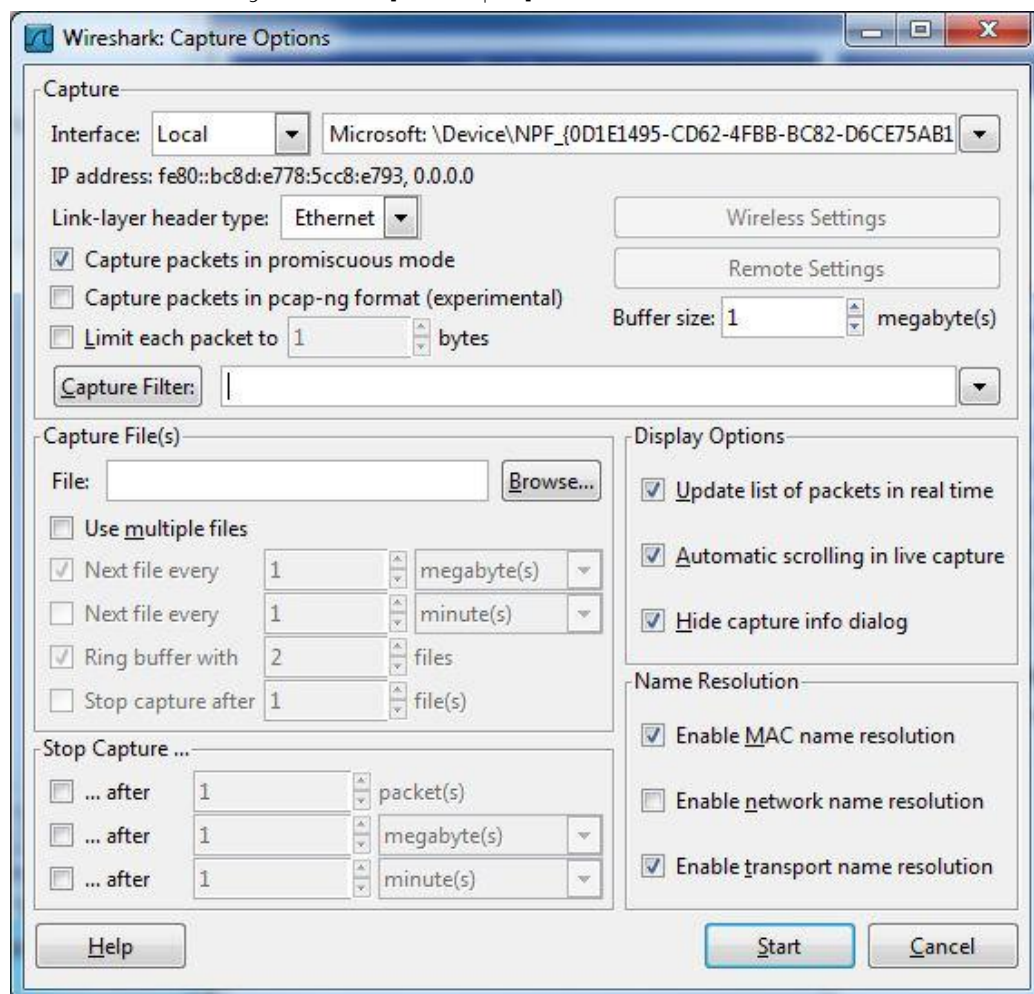 Wireshark: Capture Options
Capture
Interface: Local Microsoft: \Device\NPF_{0D1E1495-CD62-4FBB-BC82-D6CE75AB1
IP address: fe80::bc8d:e778:5cc8:e793, 0.0.0.0
Link-layer header type: Ethernet Wireless Settings
Capture packets in promiscuous mode Remote Settings
Capture packets in pcap-ng format (experimental)
Buffer size: 1 megabyte(s)
Limit each packet to 1 bytes
Capture Filter:
Capture File(s)
File: Browse...
Use multiple files
Next file every 1 megabyte(s)
Next file every 1 minute(s)
Ring buffer with 2 files
Stop capture after 1 file(s)
Stop Capture ...
... after 1 packet(s)
... after 1 megabyte(s)
... after 1 minute(s)
Display Options
Update list of packets in real time
Automatic scrolling in live capture
Hide capture info dialog
Name Resolution
Enable MAC name resolution
Enable network name resolution
Enable transport name resolution
Help Start Cancel